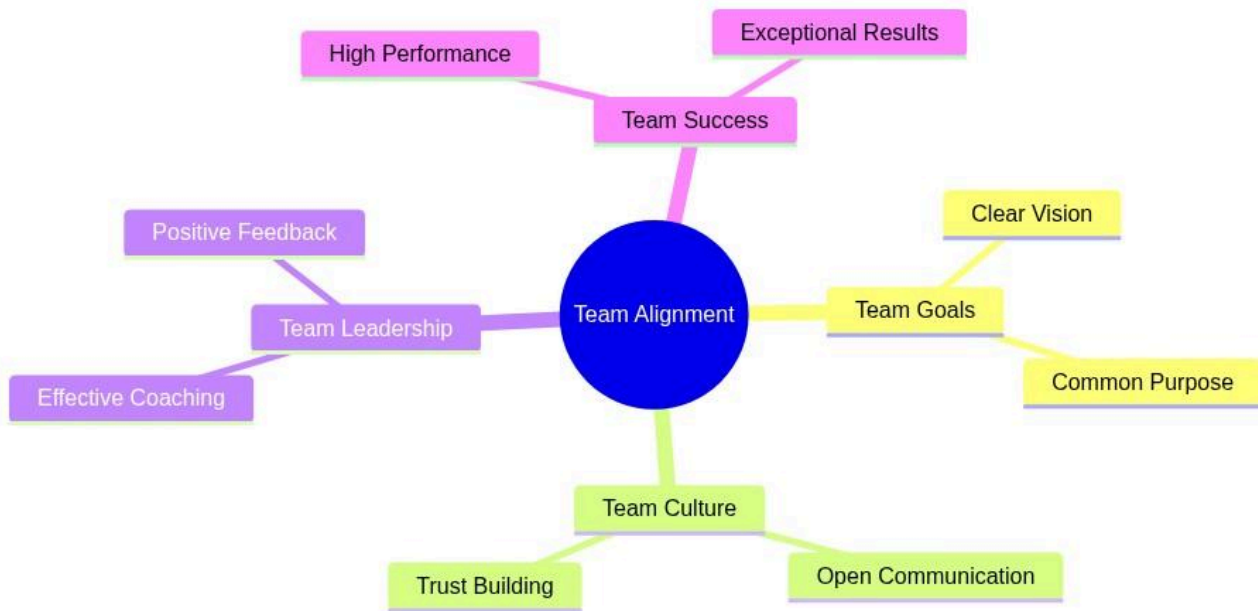 Exceptional Results
High Performance
Team Success
Clear Vision
Positive Feedback
Team Goals
Team Alignment
Team Leadership
Common Purpose
Effective Coaching
Team Culture
Open Communication
Trust Building